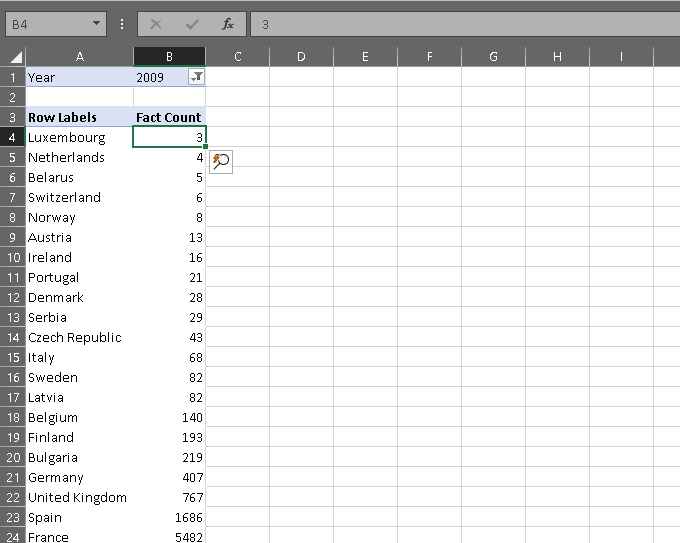 B4 fx 3
A B C D E F G H I
1 Year 2009
2
3 Row Labels Fact Count
4 Luxembourg 3
5 Netherlands 4
6 Belarus 5
7 Switzerland 6
8 Norway 8
9 Austria 13
10 Ireland 16
11 Portugal 21
12 Denmark 28
13 Serbia 29
14 Czech Republic 43
15 Italy 68
16 Sweden 82
17 Latvia 82
18 Belgium 140
19 Finland 193
20 Bulgaria 219
21 Germany 407
22 United Kingdom 767
23 Spain 1686
24 France 5482